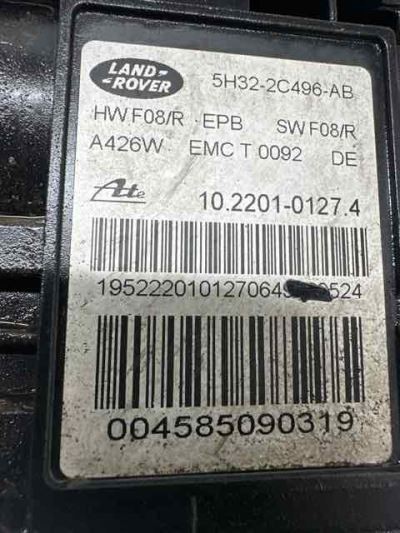 LAND-
ROVER
5H32-2C496-AB
HW F08/R EPB SW F08/R
A426W EMC T 0092 DE
Ate
10.2201-0127.4
004585090319